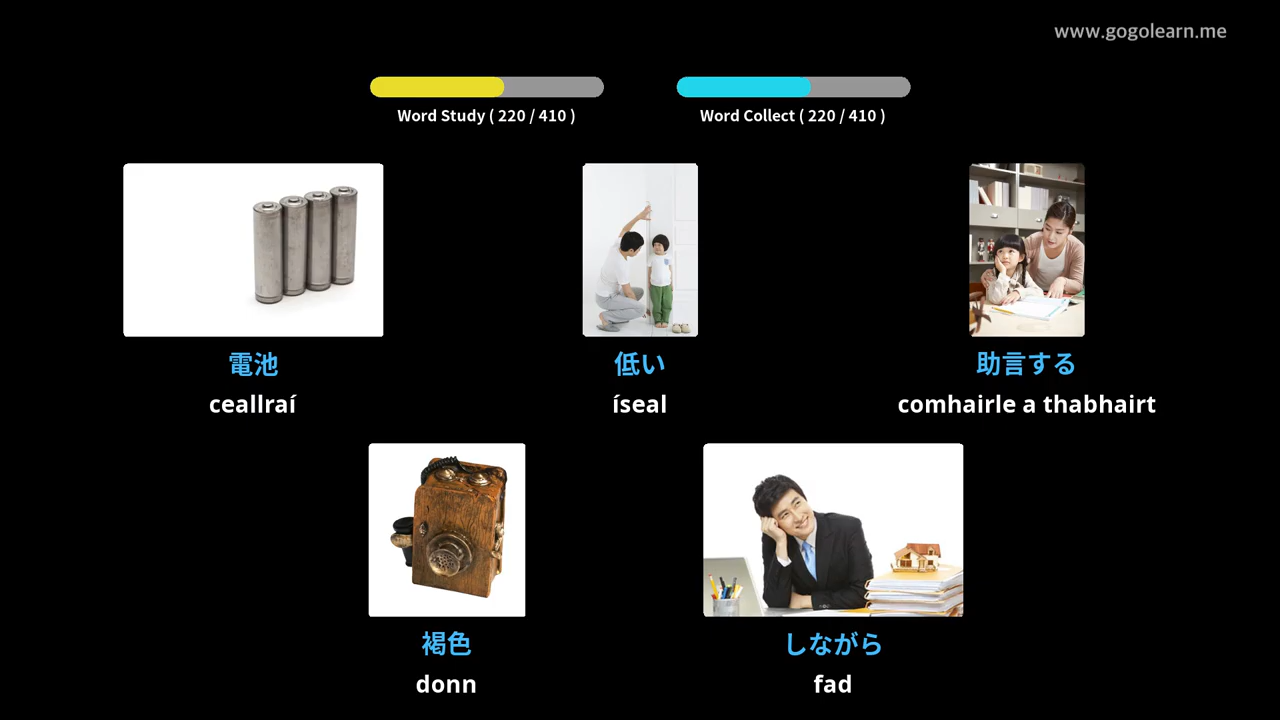 www.gogolearn.me
Word Study ( 220 / 410 )
Word Collect ( 220 / 410 )
電池
ceallraí
低い
íseal
助言する
comhairle a thabhairt
褐色
donn
しながら
fad